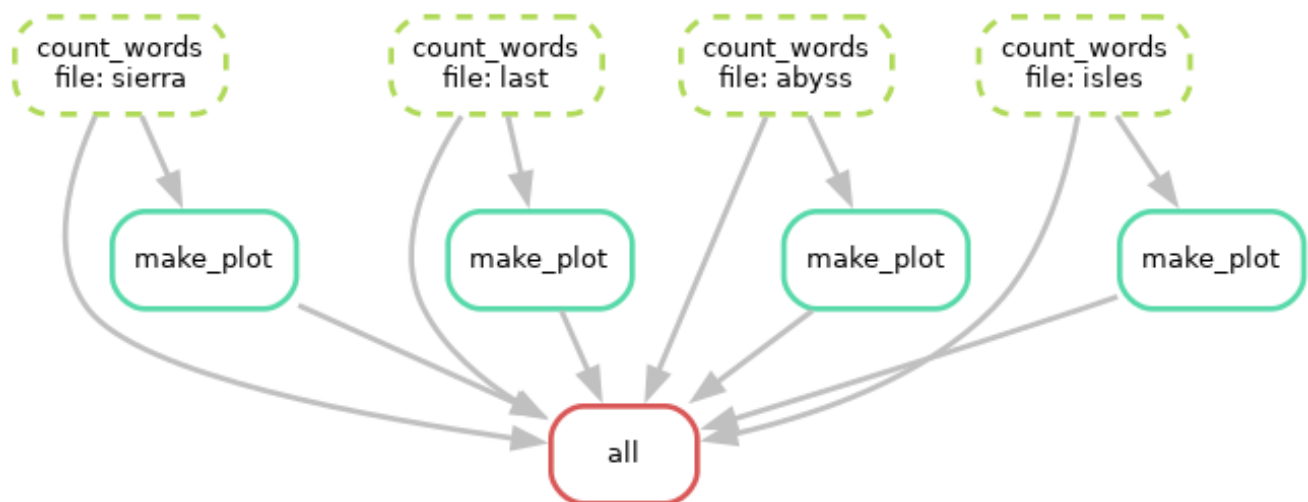 count_words
file: sierra
count_words
file: last
count_words
file: abyss
count_words
file: isles
make_plot
make_plot
make_plot
make_plot
all